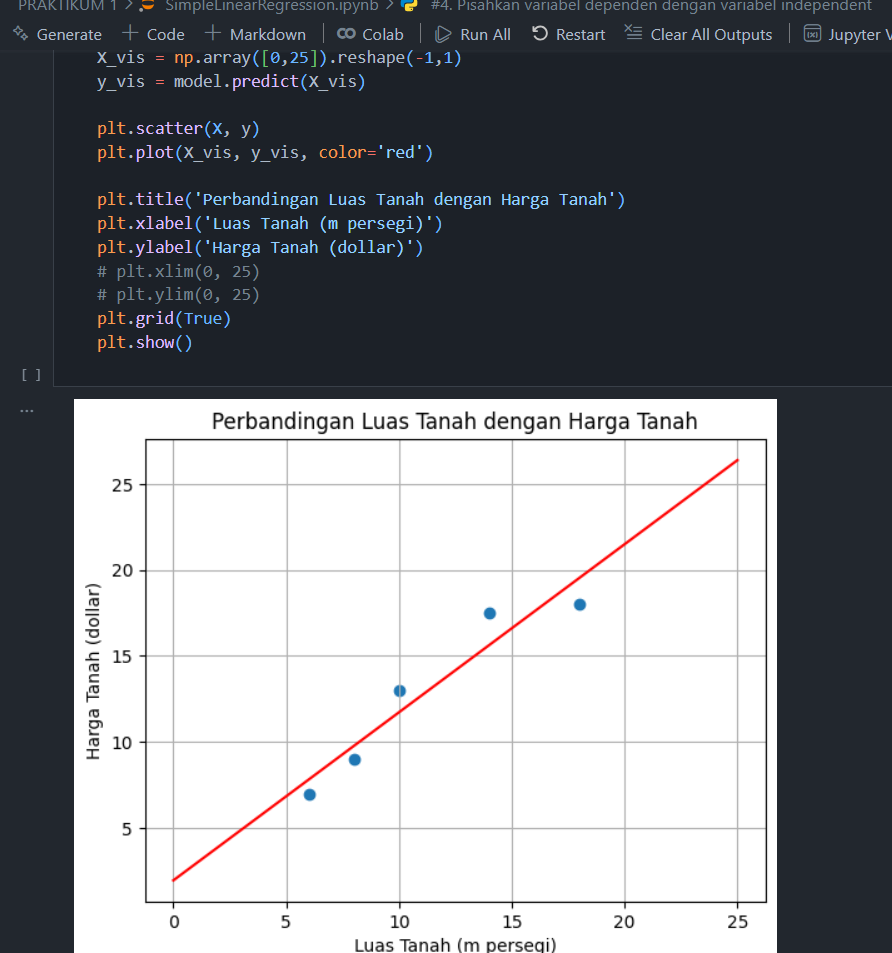 PRAKTIKUM 1 > SimpleLinearRegression.ipynb > #4. Pisahkan variabel dependen dengan variabel independent
Generate + Code + Markdown Colab Run All Restart Clear All Outputs Jupyter V
X_vis = np.array([0,25]).reshape(-1,1)
y_vis = model.predict(X_vis)
plt.scatter(X, y)
plt.plot(X_vis, y_vis, color='red')
plt.title('Perbandingan Luas Tanah dengan Harga Tanah')
plt.xlabel('Luas Tanah (m persegi)')
plt.ylabel('Harga Tanah (dollar)')
# plt.xlim(0, 25)
# plt.ylim(0, 25)
plt.grid(True)
plt.show()
[ ]
...
Perbandingan Luas Tanah dengan Harga Tanah
Harga Tanah (dollar)
25
20
15
10
5
0 5 10 15 20 25
Luas Tanah (m persegi)